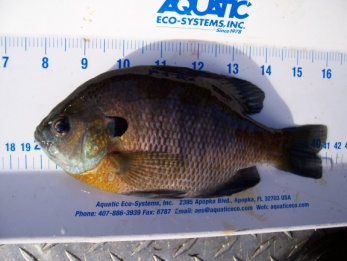 AQUATIC
ECO-SYSTEMS, INC.
Since 1978
7 8 9 10 11 12 13 14 15 16
18 19 2 40 41 42
Aquatic Eco-Systems, Inc. 2395 Apopka Blvd., Apopka, FL 32703 USA
Phone: 407-886-3939 Fax: 6787 Email: aes@aquaticeco.com Web: aquaticeco.com